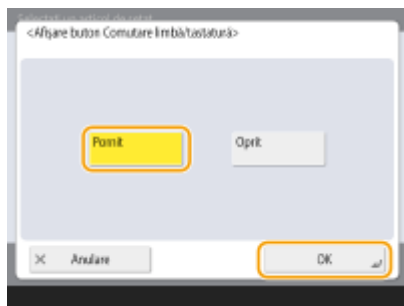 Selectați un articol de setat.
<Afișare buton Comutare limbă/tastatură>
Pornit
Oprit
Anulare
OK